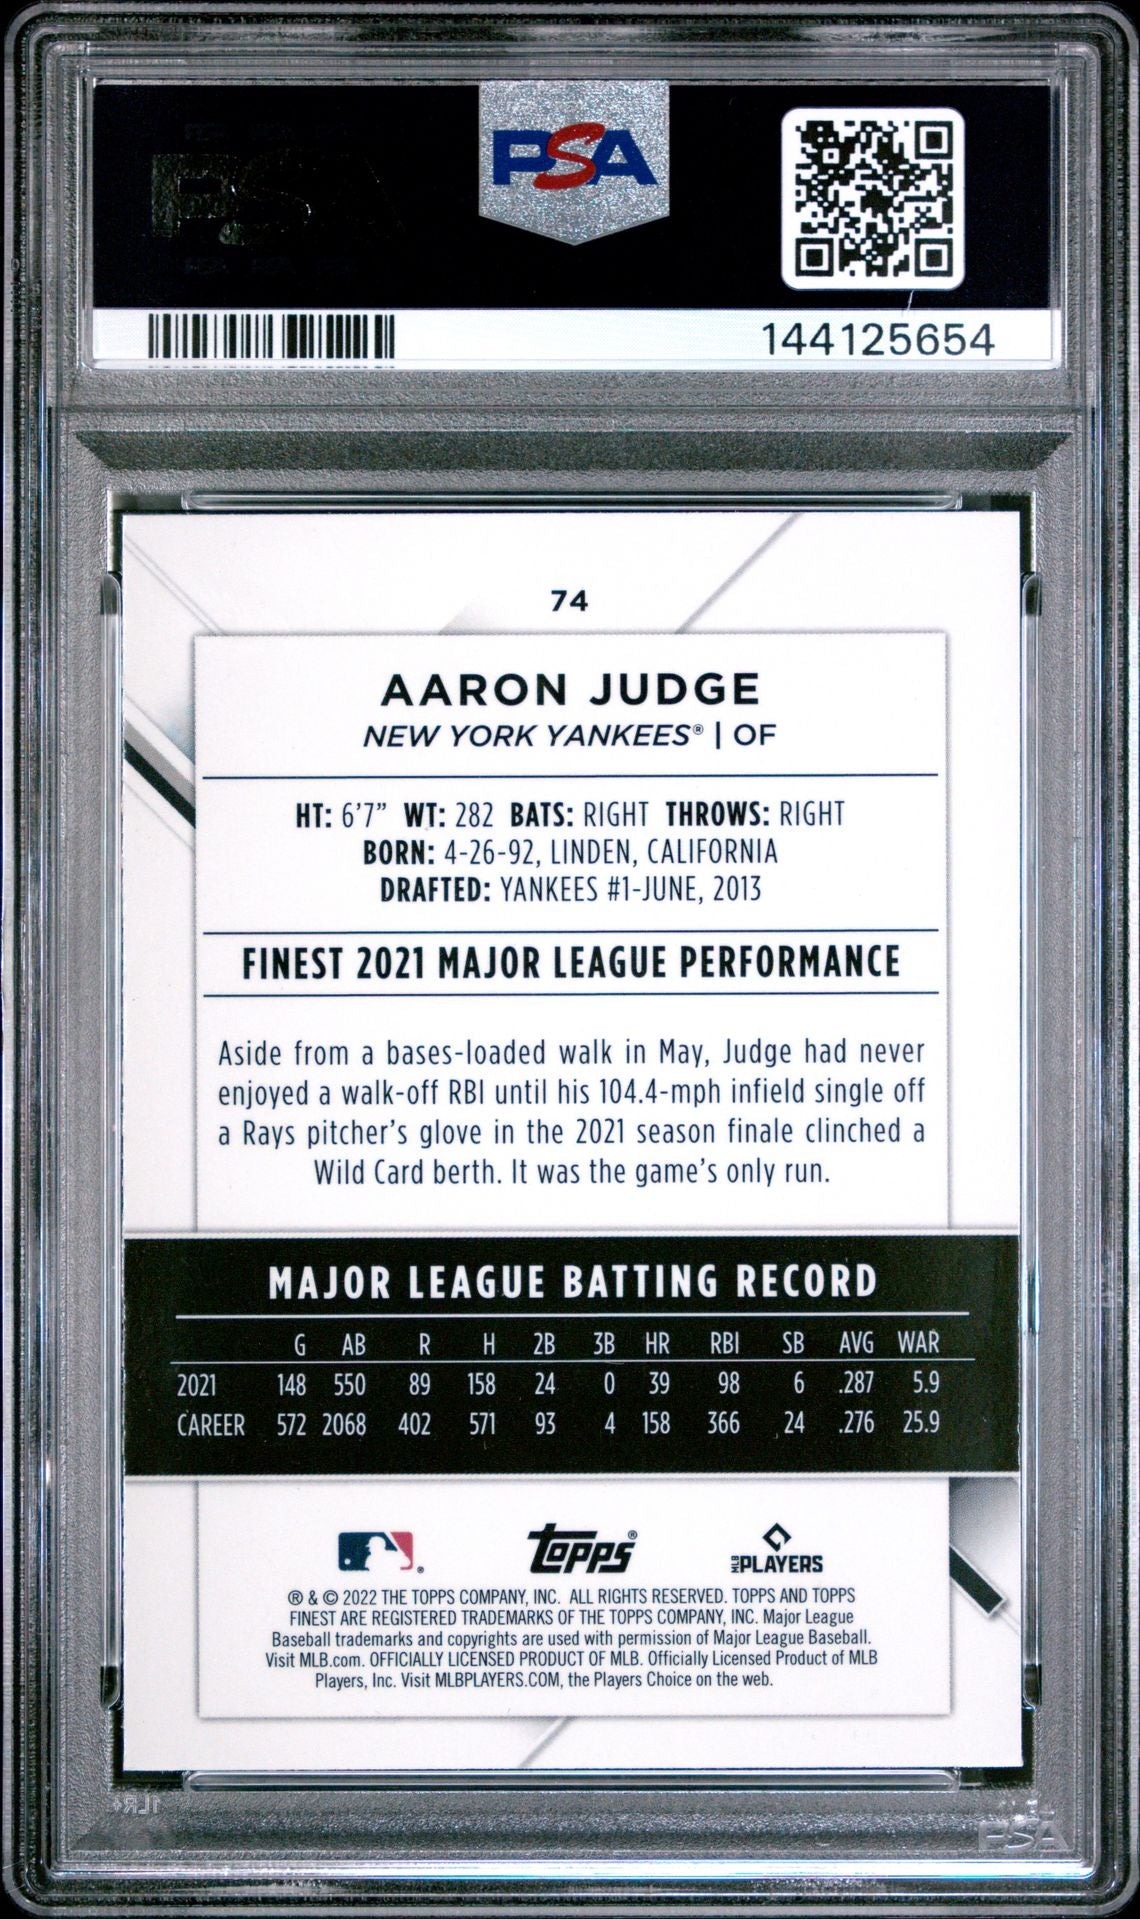 PSA
144125654
74
AARON JUDGE
NEW YORK YANKEES® | OF
HT: 6'7" WT: 282 BATS: RIGHT THROWS: RIGHT
BORN: 4-26-92, LINDEN, CALIFORNIA
DRAFTED: YANKEES #1-JUNE, 2013
FINEST 2021 MAJOR LEAGUE PERFORMANCE
Aside from a bases-loaded walk in May, Judge had never
enjoyed a walk-off RBI until his 104.4-mph infield single off
a Rays pitcher's glove in the 2021 season finale clinched a
Wild Card berth. It was the game's only run.
MAJOR LEAGUE BATTING RECORD
G AB R H 2B 3B HR RBI SB AVG WAR
2021 148 550 89 158 24 0 39 98 6 .287 5.9
CAREER 572 2068 402 571 93 4 158 366 24 .276 25.9
Topps® MLB PLAYERS
® & © 2022 THE TOPPS COMPANY, INC. ALL RIGHTS RESERVED. TOPPS AND TOPPS
FINEST ARE REGISTERED TRADEMARKS OF THE TOPPS COMPANY, INC. Major League
Baseball trademarks and copyrights are used with permission of Major League Baseball.
Visit MLB.com. OFFICIALLY LICENSED PRODUCT OF MLB. Officially Licensed Product of MLB
Players, Inc. Visit MLBPLAYERS.COM, the Players Choice on the web.
PSA